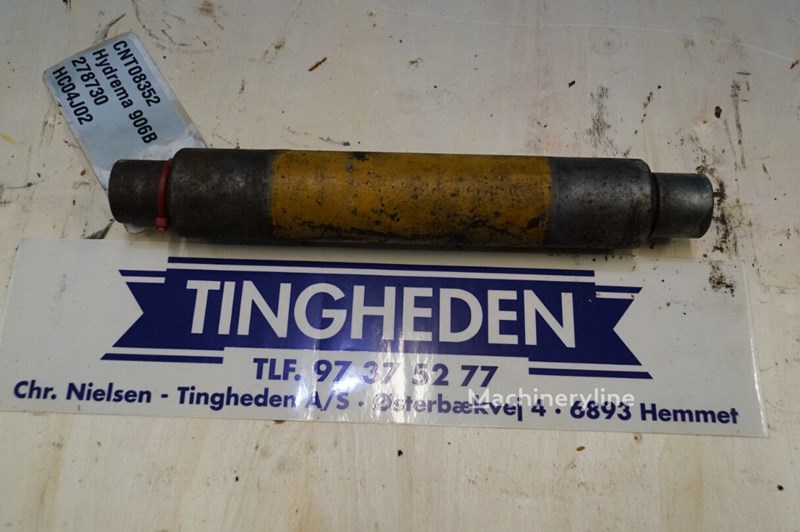 CNT08352
Hydrema 906B
278730
HC04J02
TINGHEDEN
TLF. 97 37 52 77
Chr. Nielsen - Tingheden A/S · Østerbækvej 4 · 6893 Hemmet
Machineryline